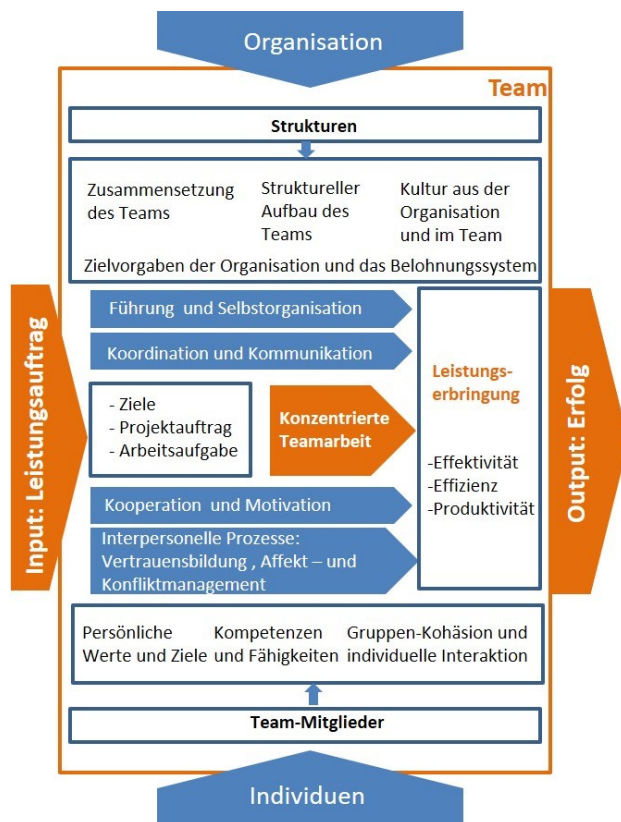 Organisation
Team
Strukturen
Zusammensetzung
des Teams
Struktureller
Aufbau des
Teams
Kultur aus der
Organisation
und im Team
Zielvorgaben der Organisation und das Belohnungssystem
Input: Leistungsauftrag
Führung und Selbstorganisation
Koordination und Kommunikation
- Ziele
- Projektauftrag
- Arbeitsaufgabe
Konzentrierte
Teamarbeit
Kooperation und Motivation
Interpersonelle Prozesse:
Vertrauensbildung , Affekt – und
Konfliktmanagement
Leistungs-
erbringung
-Effektivität
-Effizienz
-Produktivität
Output: Erfolg
Persönliche
Werte und Ziele
Kompetenzen
und Fähigkeiten
Gruppen-Kohäsion und
individuelle Interaktion
Team-Mitglieder
Individuen